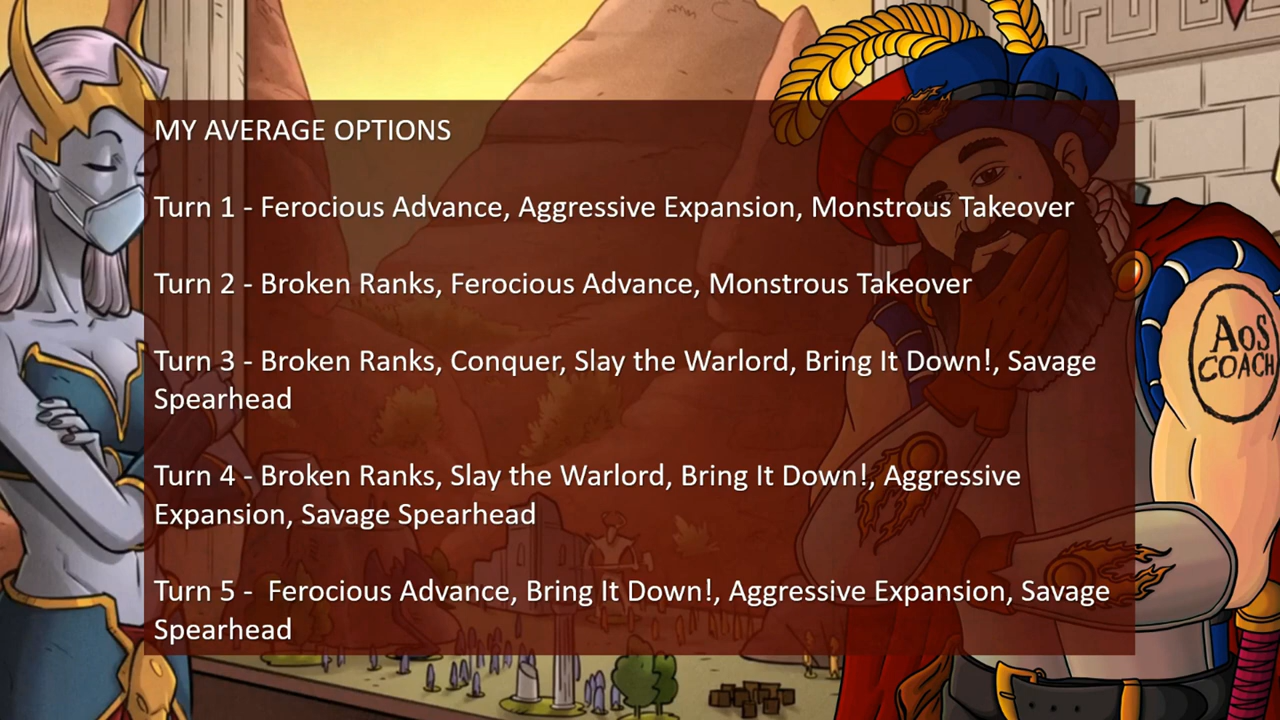 MY AVERAGE OPTIONS
Turn 1 - Ferocious Advance, Aggressive Expansion, Monstrous Takeover
Turn 2 - Broken Ranks, Ferocious Advance, Monstrous Takeover
Turn 3 - Broken Ranks, Conquer, Slay the Warlord, Bring It Down!, Savage
Spearhead
Turn 4 - Broken Ranks, Slay the Warlord, Bring It Down!, Aggressive
Expansion, Savage Spearhead
Turn 5 -  Ferocious Advance, Bring It Down!, Aggressive Expansion, Savage
Spearhead
AoS
COACH